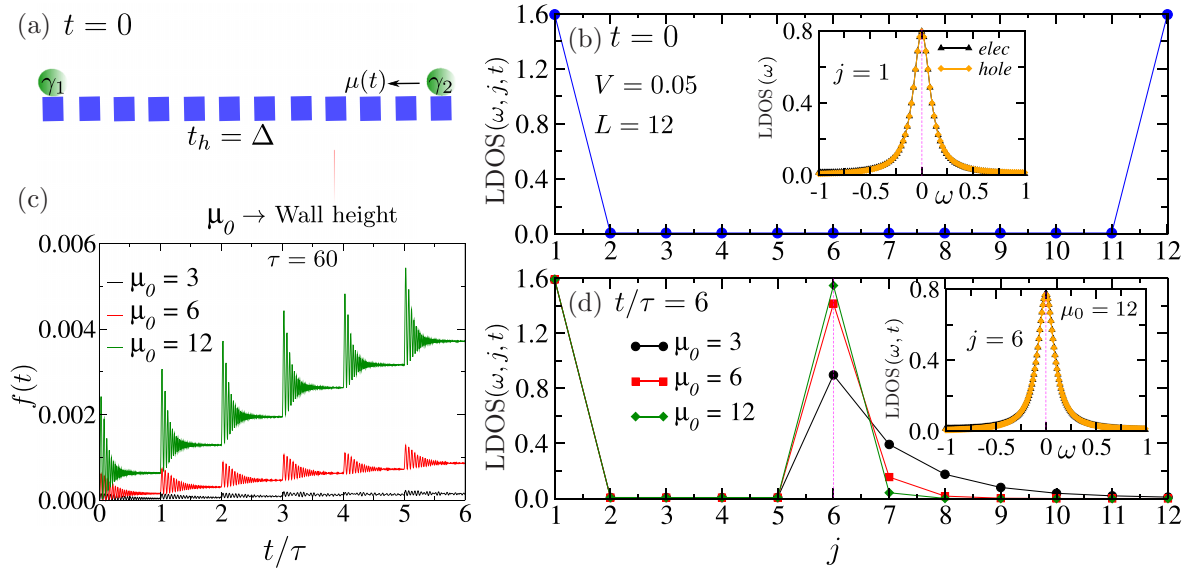 (a) t = 0
γ1 μ(t) γ2
t_h = Δ
(b) t = 0
V = 0.05
L = 12
LDOS(ω, j, t)
1.6
1.2
0.8
0.4
0.0
1 2 3 4 5 6 7 8 9 10 11 12
LDOS(ω)
0.8
0.4
0.0
j = 1
elec
hole
-1 -0.5 0 0.5 1
ω
(c)
μ0 → Wall height
τ = 60
μ0 = 3
μ0 = 6
μ0 = 12
f(t)
0.006
0.004
0.002
0.000
0 1 2 3 4 5 6
t/τ
(d) t/τ = 6
μ0 = 3
μ0 = 6
μ0 = 12
LDOS(ω, j, t)
1.6
1.2
0.8
0.4
0.0
1 2 3 4 5 6 7 8 9 10 11 12
j
LDOS(ω, t)
0.8
0.4
0.0
j = 6
μ0 = 12
-1 -0.5 0 0.5 1
ω